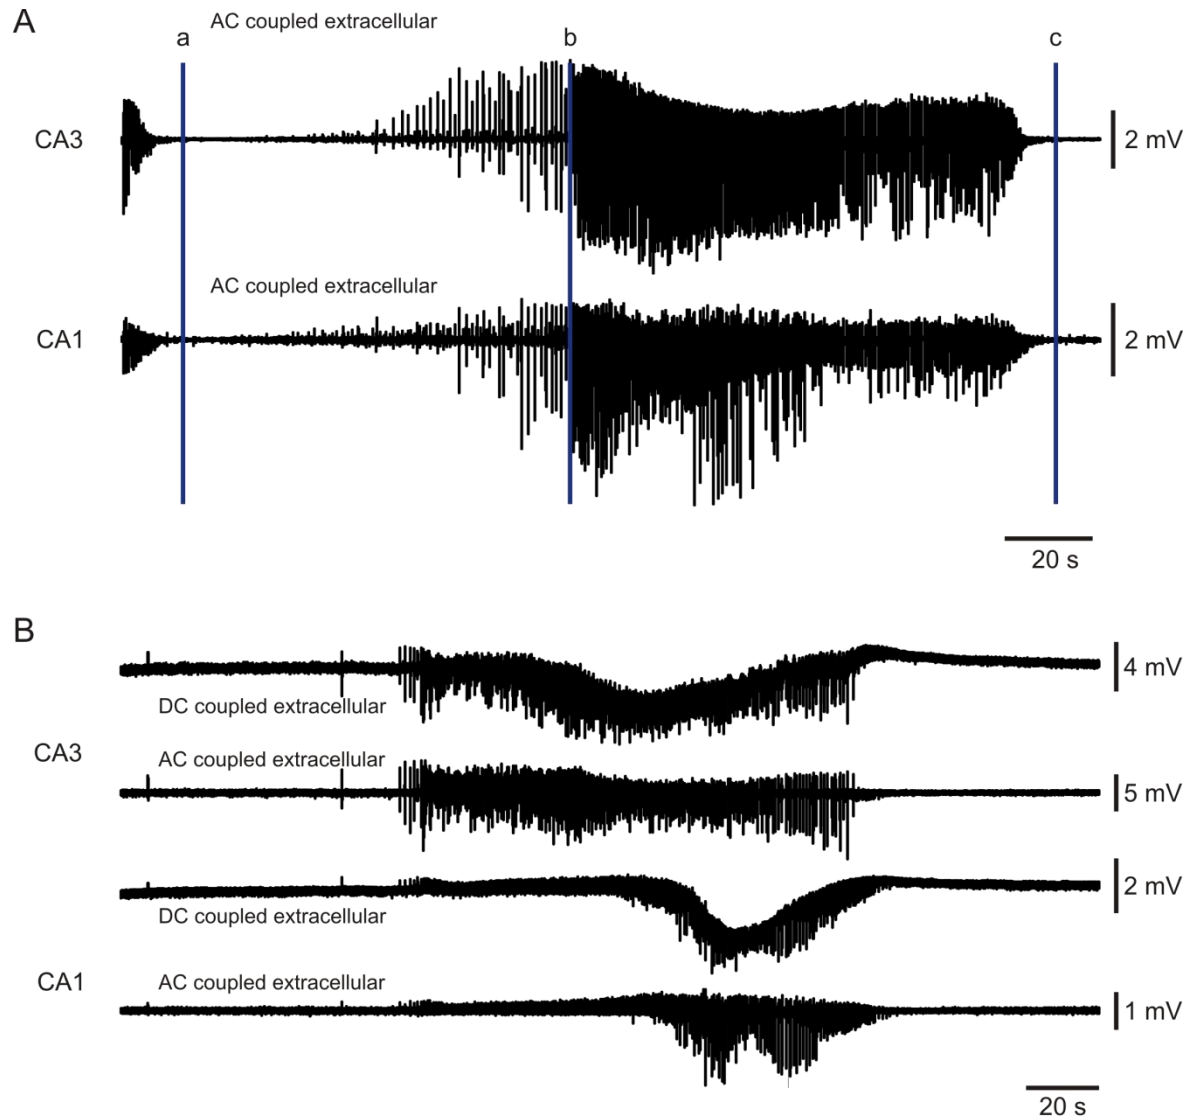 A
AC coupled extracellular
a
b
c
CA3
2 mV
AC coupled extracellular
CA1
2 mV
20 s
B
4 mV
DC coupled extracellular
CA3
AC coupled extracellular
5 mV
2 mV
DC coupled extracellular
CA1
AC coupled extracellular
1 mV
20 s